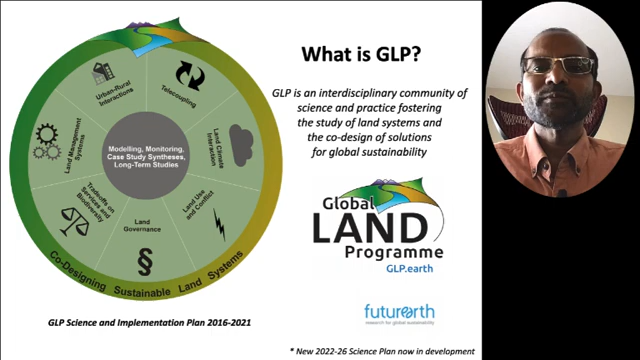 What is GLP?
GLP is an interdisciplinary community of
science and practice fostering
the study of land systems and
the co-design of solutions
for global sustainability
Urban-Rural
Interactions
Telecoupling
Land Management
Systems
Land Climate
Interaction
Modelling, Monitoring,
Case Study Syntheses,
Long-Term Studies
Tradeoffs on
Services and
Biodiversity
Land
Governance
Land Use
and Conflict
Co-Designing Sustainable Land Systems
GLP Science and Implementation Plan 2016-2021
Global
LAND
Programme
GLP.earth
futurerth
research for global sustainability
* New 2022-26 Science Plan now in development